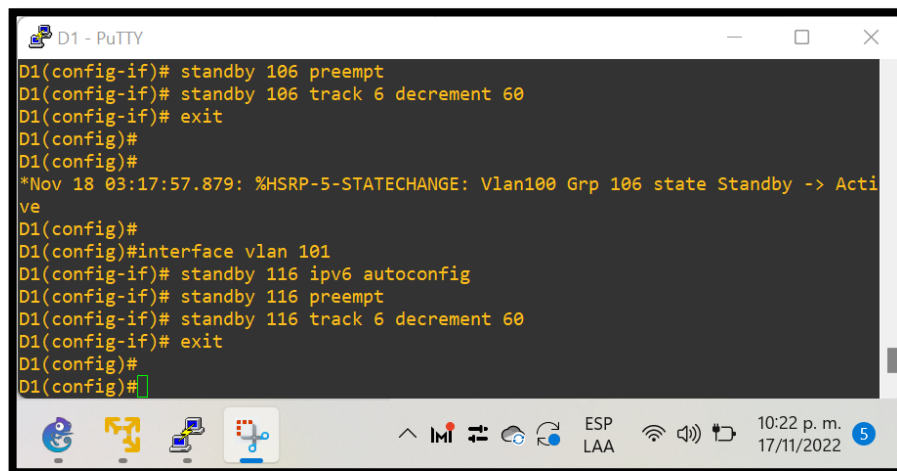 D1 - PuTTY
D1(config-if)# standby 106 preempt
D1(config-if)# standby 106 track 6 decrement 60
D1(config-if)# exit
D1(config)#
D1(config)#
*Nov 18 03:17:57.879: %HSRP-5-STATECHANGE: Vlan100 Grp 106 state Standby -> Acti
ve
D1(config)#
D1(config)#interface vlan 101
D1(config-if)# standby 116 ipv6 autoconfig
D1(config-if)# standby 116 preempt
D1(config-if)# standby 116 track 6 decrement 60
D1(config-if)# exit
D1(config)#
D1(config)#
ESP
LAA
10:22 p. m.
17/11/2022
5